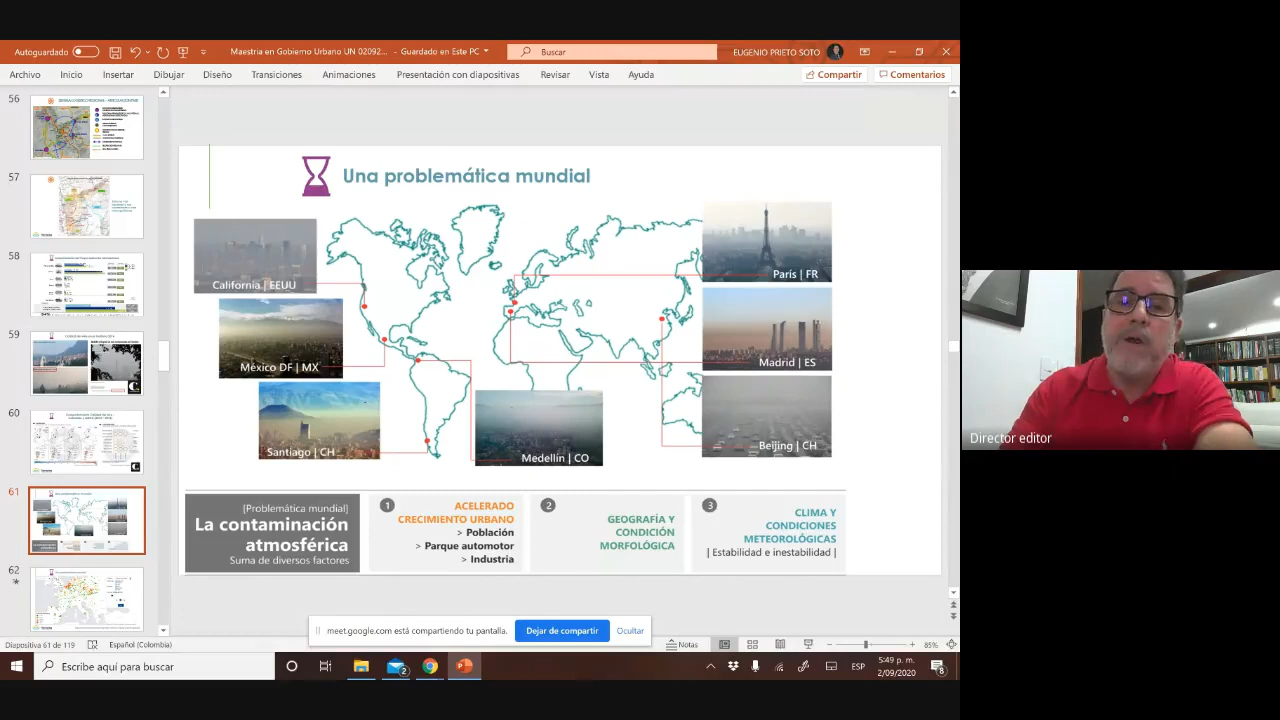 Autoguardado
Maestria en Gobierno Urbano UN 02092... - Guardado en Este PC
Buscar
EUGENIO PRIETO SOTO
Archivo Inicio Insertar Dibujar Diseño Transiciones Animaciones Presentación con diapositivas Revisar Vista Ayuda
Compartir Comentarios
56
57
58
59
60
61
62
Una problemática mundial
California | EEUU
México DF | MX
Santiago | CH
Medellín | CO
París | FR
Madrid | ES
Beijing | CH
[Problemática mundial]
La contaminación
atmosférica
Suma de diversos factores
1
ACELERADO
CRECIMIENTO URBANO
> Población
> Parque automotor
> Industria
2
GEOGRAFÍA Y
CONDICIÓN
MORFOLÓGICA
3
CLIMA Y
CONDICIONES
METEOROLÓGICAS
| Estabilidad e inestabilidad |
Director editor
meet.google.com está compartiendo tu pantalla.
Dejar de compartir
Ocultar
Diapositiva 61 de 119
Español (Colombia)
Notas
85%
Escribe aquí para buscar
2
ESP
5:49 p. m.
2/09/2020
8